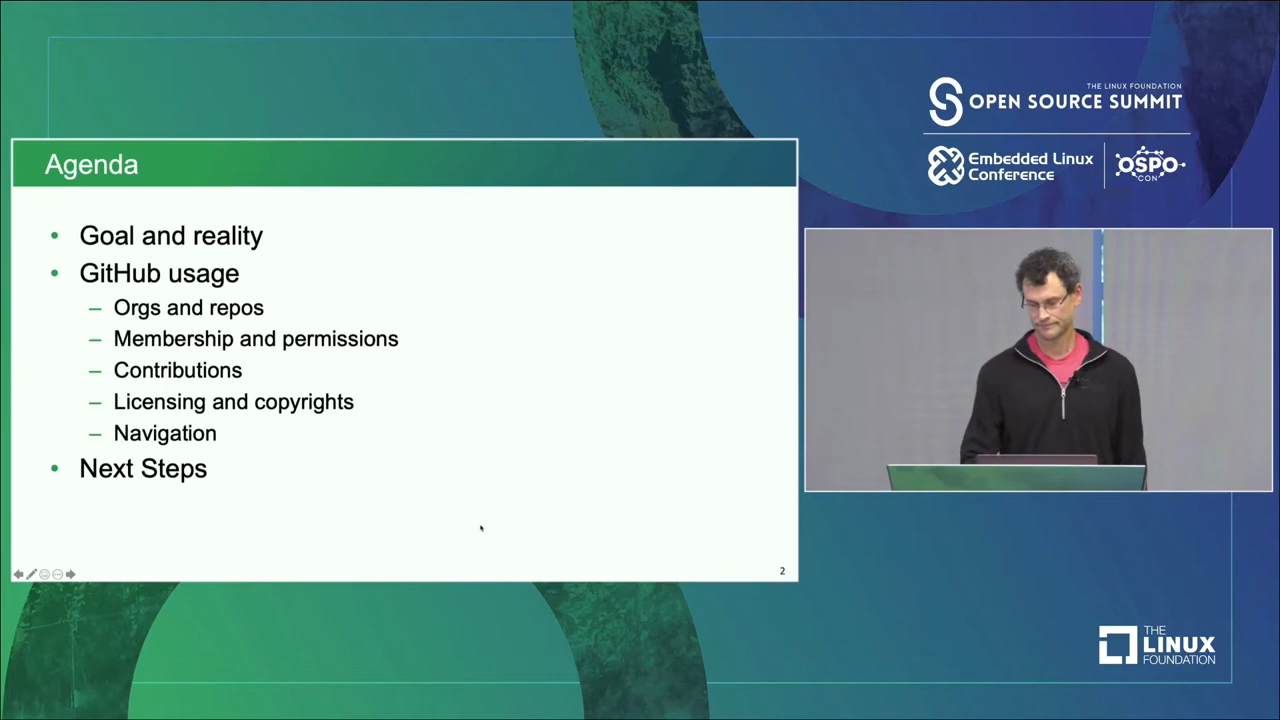 THE LINUX FOUNDATION
OPEN SOURCE SUMMIT
Embedded Linux
Conference
OSPO
CON
Agenda
• Goal and reality
• GitHub usage
– Orgs and repos
– Membership and permissions
– Contributions
– Licensing and copyrights
– Navigation
• Next Steps
2
THE
LINUX
FOUNDATION